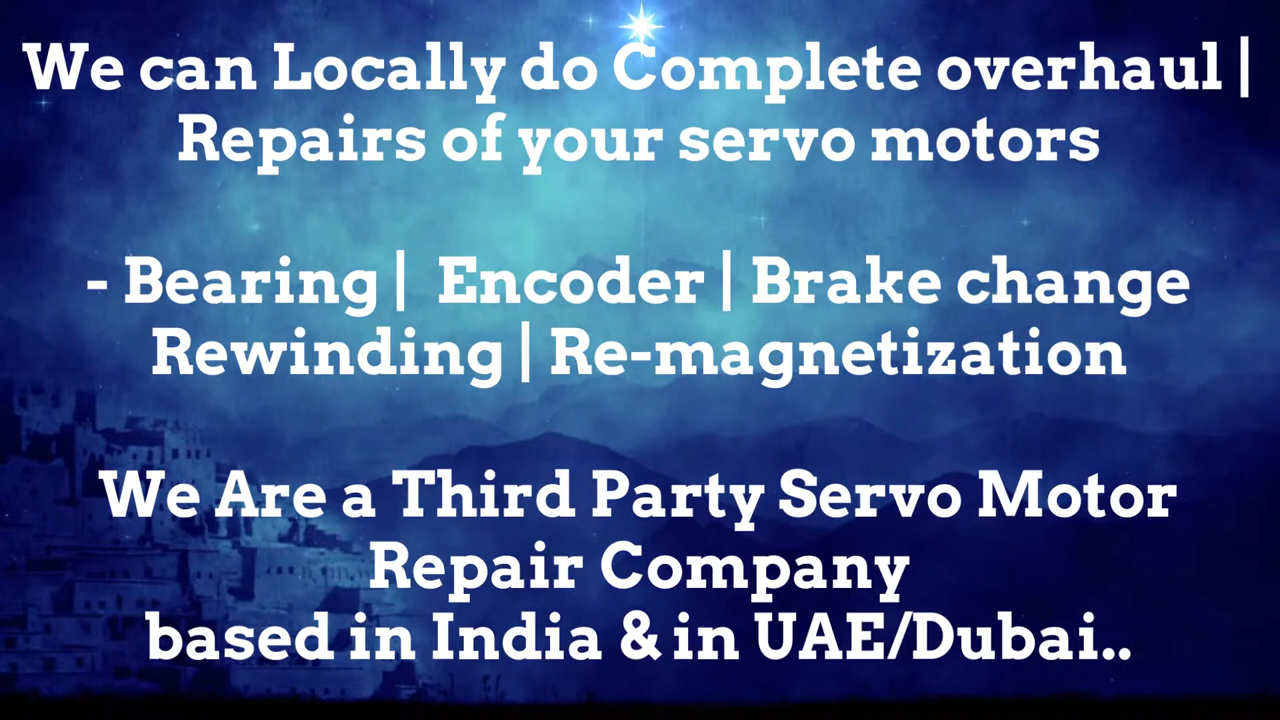 We can Locally do Complete overhaul |
Repairs of your servo motors
- Bearing | Encoder | Brake change
Rewinding | Re-magnetization
We Are a Third Party Servo Motor
Repair Company
based in India & in UAE/Dubai..